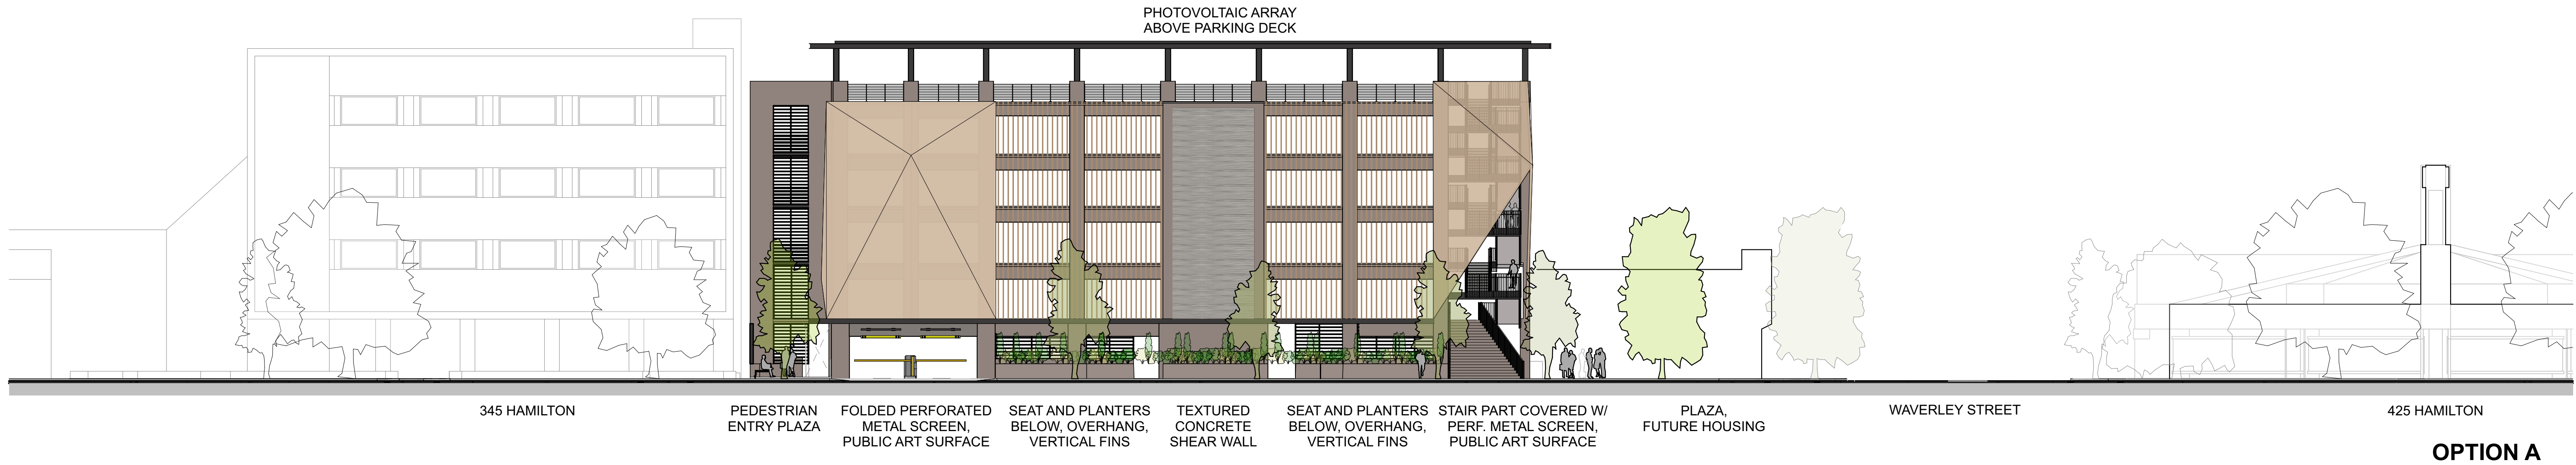 PHOTOVOLTAIC ARRAY
ABOVE PARKING DECK
345 HAMILTON
PEDESTRIAN
ENTRY PLAZA
FOLDED PERFORATED
METAL SCREEN,
PUBLIC ART SURFACE
SEAT AND PLANTERS
BELOW, OVERHANG,
VERTICAL FINS
TEXTURED
CONCRETE
SHEAR WALL
SEAT AND PLANTERS
BELOW, OVERHANG,
VERTICAL FINS
STAIR PART COVERED W/
PERF. METAL SCREEN,
PUBLIC ART SURFACE
PLAZA,
FUTURE HOUSING
WAVERLEY STREET
425 HAMILTON
OPTION A